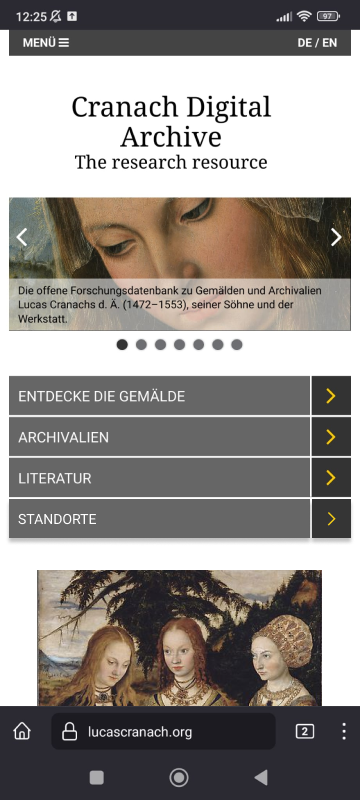 12:25
97
MENÜ
DE / EN
Cranach Digital
Archive
The research resource
Die offene Forschungsdatenbank zu Gemälden und Archivalien
Lucas Cranachs d. Ä. (1472–1553), seiner Söhne und der
Werkstatt.
ENTDECKE DIE GEMÄLDE
ARCHIVALIEN
LITERATUR
STANDORTE
lucascranach.org
2